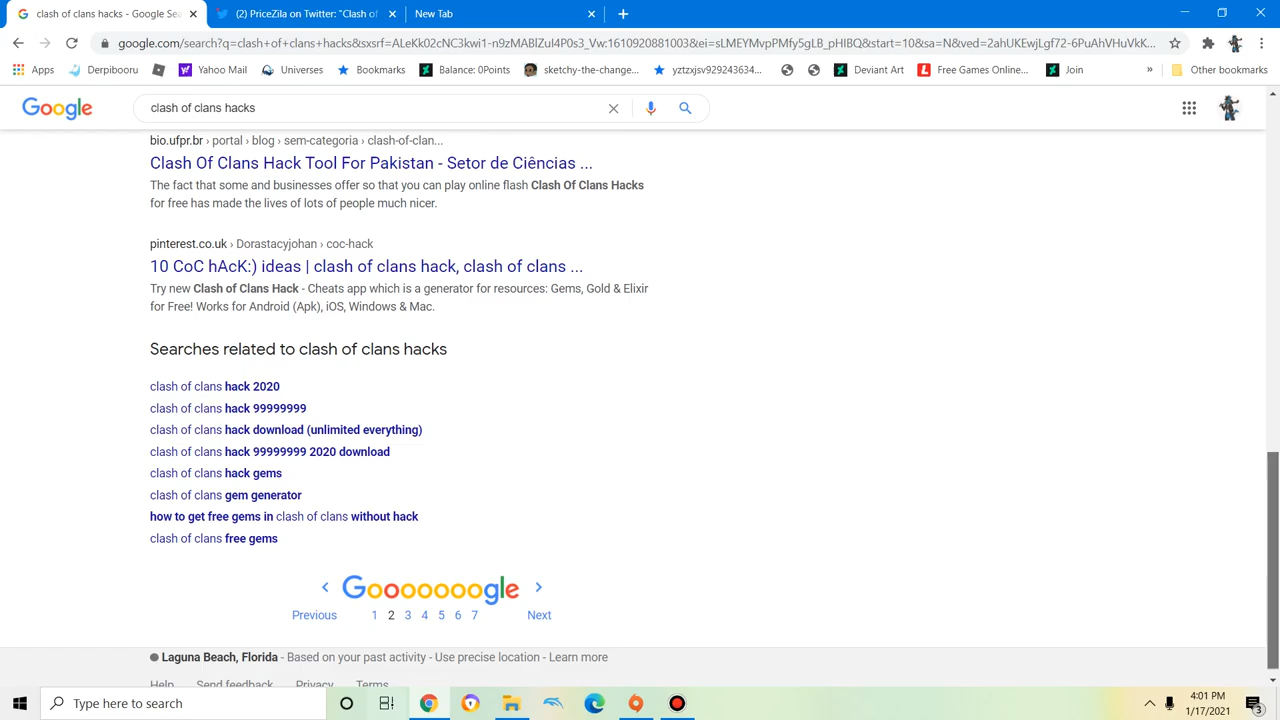 clash of clans hacks - Google Sea
(2) PriceZila on Twitter: "Clash of
New Tab
google.com/search?q=clash+of+clans+hacks&sxsrf=ALeKk02cNC3kwi1-n9zMABlZuI4P0s3_Vw:1610920881003&ei=sLMEYMvpPMfy5gLB_pHIBQ&start=10&sa=N&ved=2ahUKEwjLgf72-6PuAhVHuVkK...
Apps
Derpibooru
Yahoo Mail
Universes
Bookmarks
Balance: 0Points
sketchy-the-change...
yztzxjsv929243634...
Deviant Art
Free Games Online...
Join
»
Other bookmarks
Google
clash of clans hacks
bio.ufpr.br › portal › blog › sem-categoria › clash-of-clan...
Clash Of Clans Hack Tool For Pakistan - Setor de Ciências ...
The fact that some and businesses offer so that you can play online flash Clash Of Clans Hacks
for free has made the lives of lots of people much nicer.
pinterest.co.uk › Dorastacyjohan › coc-hack
10 CoC hAcK:) ideas | clash of clans hack, clash of clans ...
Try new Clash of Clans Hack - Cheats app which is a generator for resources: Gems, Gold & Elixir
for Free! Works for Android (Apk), iOS, Windows & Mac.
Searches related to clash of clans hacks
clash of clans hack 2020
clash of clans hack 99999999
clash of clans hack download (unlimited everything)
clash of clans hack 99999999 2020 download
clash of clans hack gems
clash of clans gem generator
how to get free gems in clash of clans without hack
clash of clans free gems
Gooooooogle
Previous 1 2 3 4 5 6 7 Next
Laguna Beach, Florida - Based on your past activity - Use precise location - Learn more
Help Send feedback Privacy Terms
Type here to search
4:01 PM
1/17/2021
3